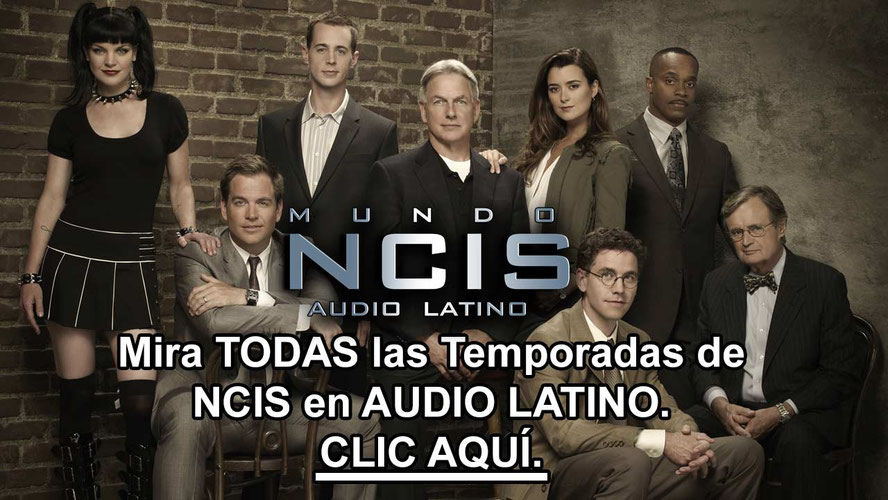 MUNDO
NCIS
AUDIO LATINO
Mira TODAS las Temporadas de
NCIS en AUDIO LATINO.
CLIC AQUÍ.